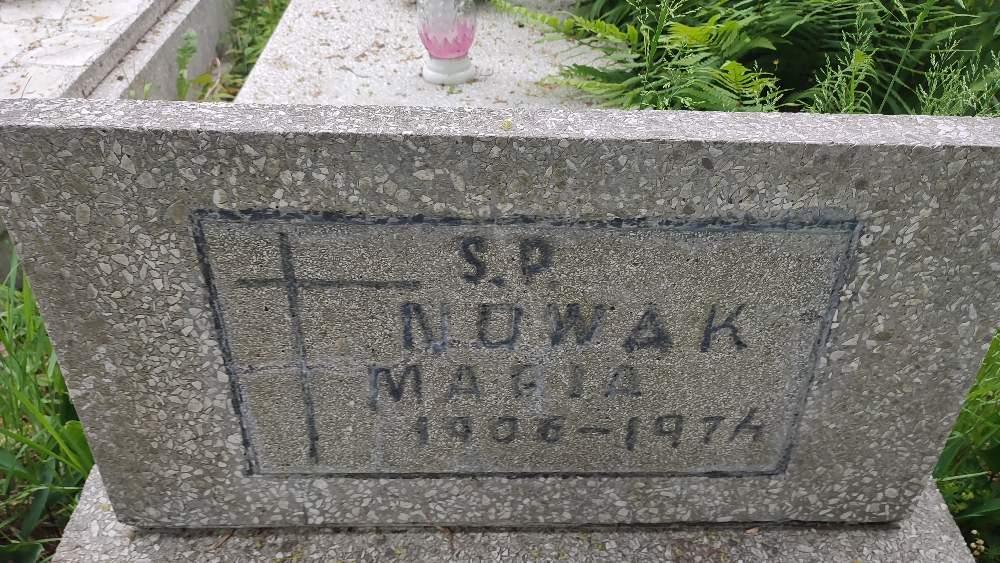 Ś.P.
NOWAK
MARIA
1906-1974